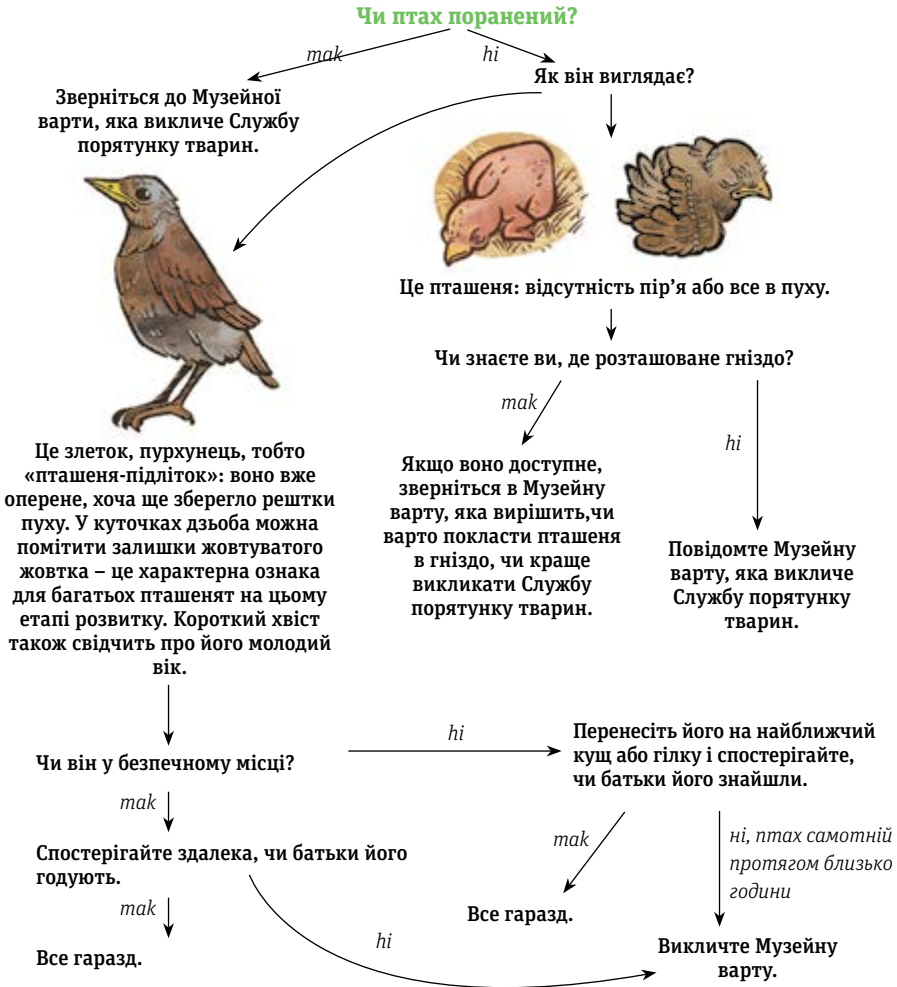 Чи птах поранений?
так
ні
Як він виглядає?
Зверніться до Музейної
варти, яка викличе Службу
порятунку тварин.
Це пташеня: відсутність пір’я або все в пуху.
Чи знаєте ви, де розташоване гніздо?
так
ні
Якщо воно доступне,
зверніться в Музейну
варту, яка вирішить,чи
варто покласти пташеня
в гніздо, чи краще
викликати Службу
порятунку тварин.
Повідомте Музейну
варту, яка викличе
Службу порятунку
тварин.
Це злеток, пурхунець, тобто
«пташеня-підліток»: воно вже
оперене, хоча ще зберегло рештки
пуху. У куточках дзьоба можна
помітити залишки жовтуватого
жовтка – це характерна ознака
для багатьох пташенят на цьому
етапі розвитку. Короткий хвіст
також свідчить про його молодий
вік.
Чи він у безпечному місці?
ні
Перенесіть його на найближчий
кущ або гілку і спостерігайте,
чи батьки його знайшли.
так
Спостерігайте здалека, чи батьки його
годують.
так
ні
Все гаразд.
так
ні, птах самотній
протягом близько
години
Все гаразд.
Викличте Музейну
варту.